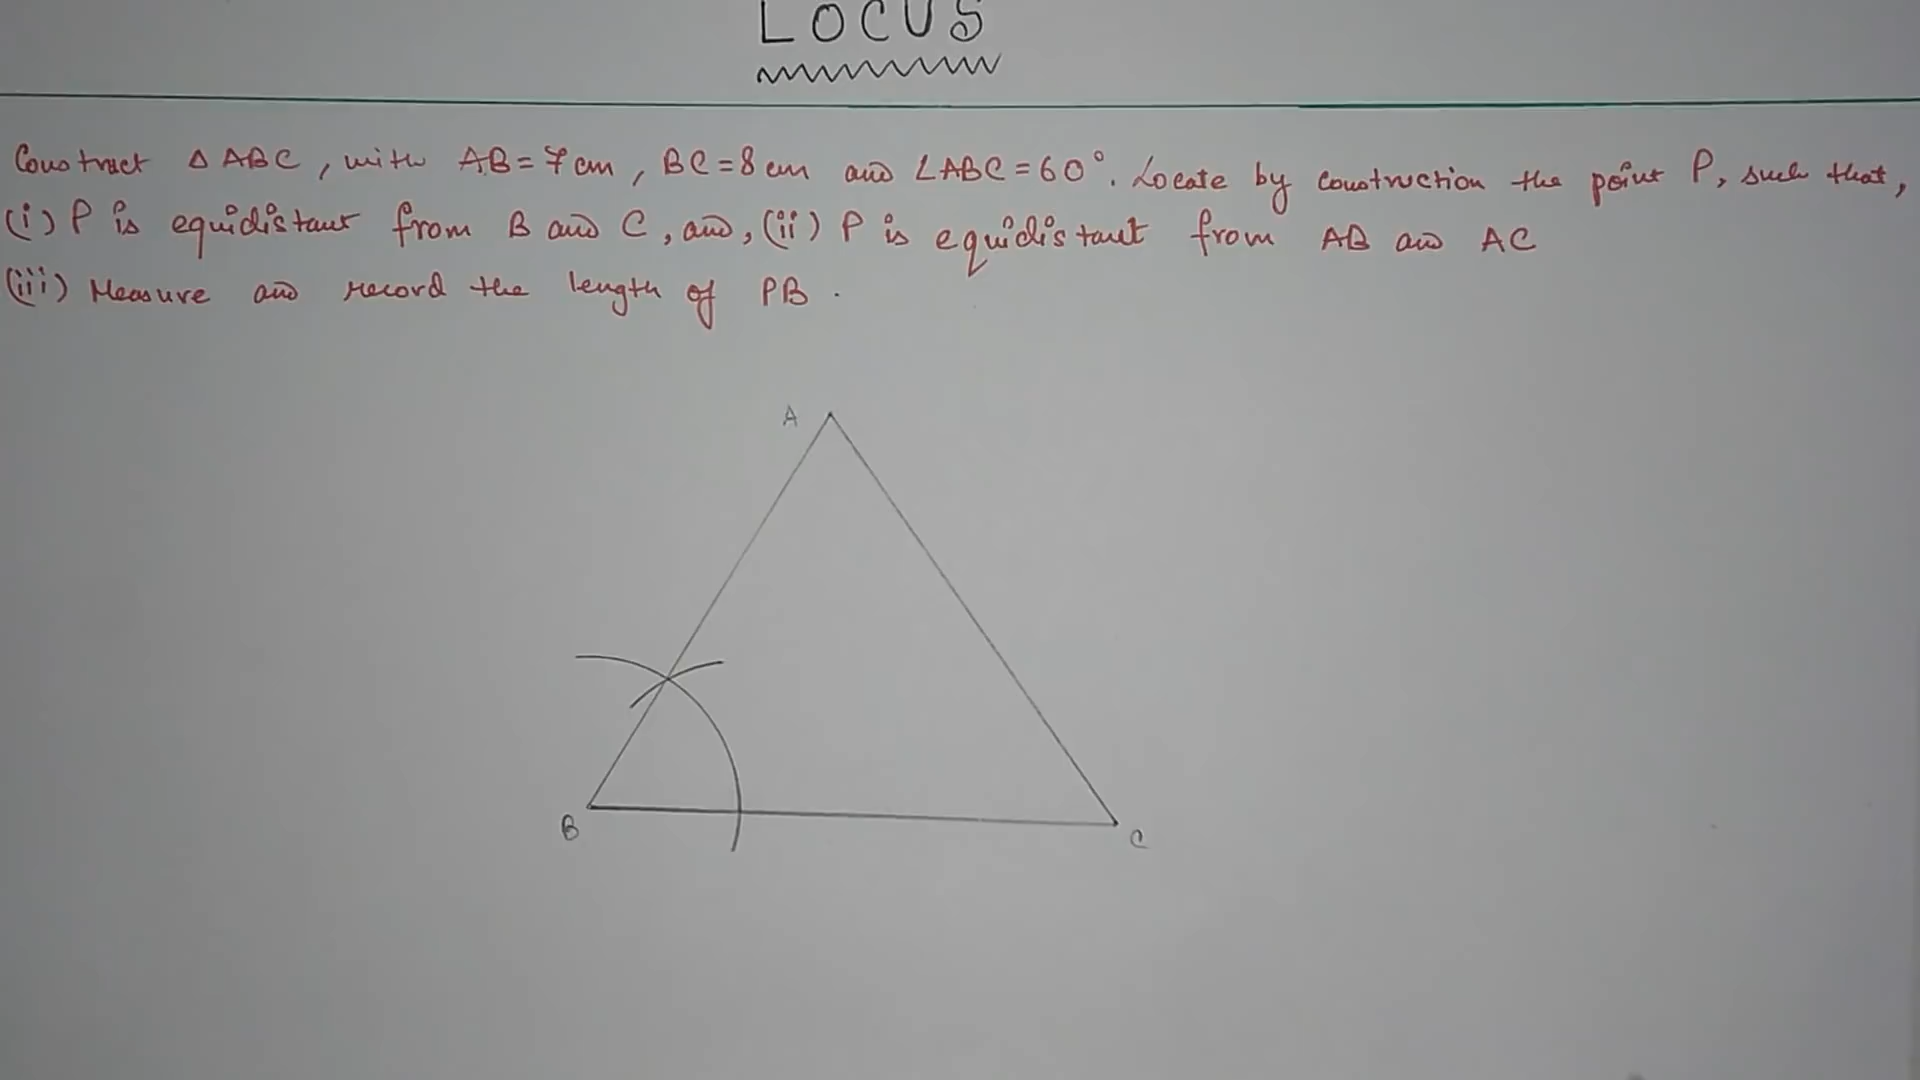 LOCUS
Construct Δ ABC, with AB = 7 cm, BC = 8 cm and ∠ABC = 60°. Locate by construction the point P, such that,
(i) P is equidistant from B and C, and, (ii) P is equidistant from AB and AC
(iii) Measure and record the length of PB.
A
B
C